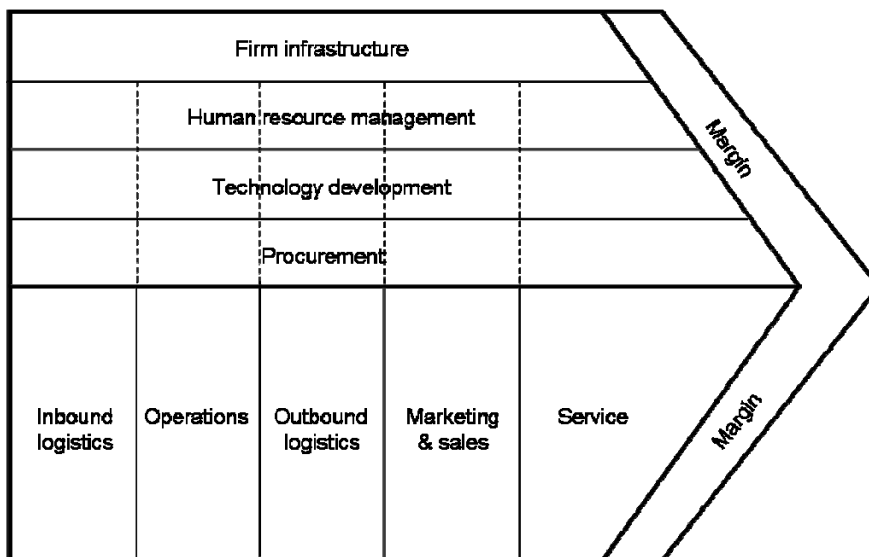 Firm infrastructure
Human resource management
Technology development
Procurement
Margin
Inbound
logistics
Operations
Outbound
logistics
Marketing
& sales
Service
Margin